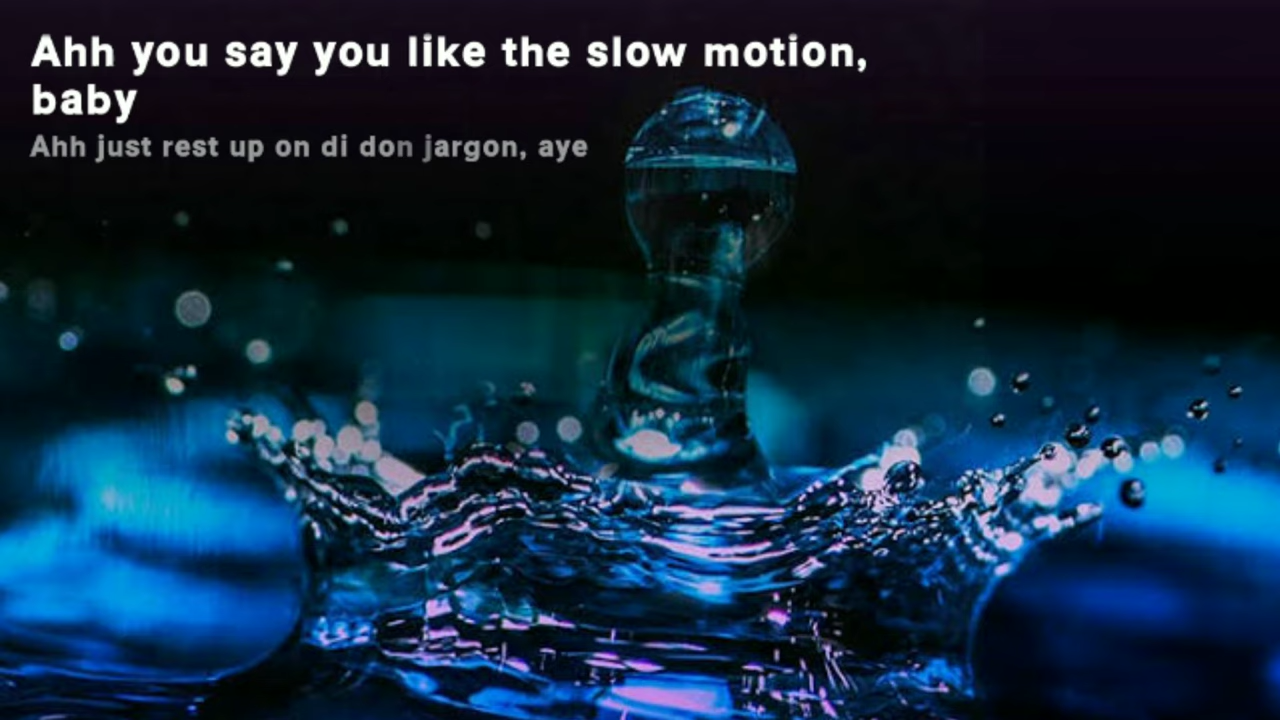 Ahh you say you like the slow motion,
baby
Ahh just rest up on di don jargon, aye